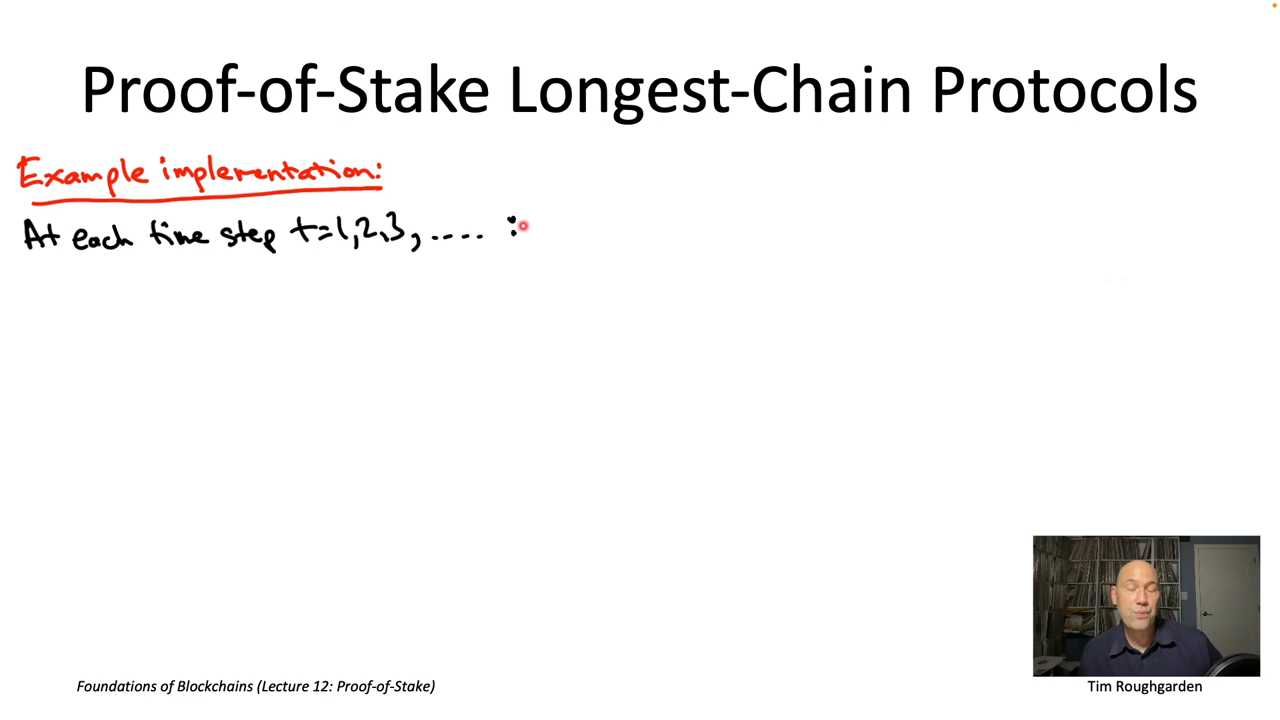 Proof-of-Stake Longest-Chain Protocols
Example implementation:
At each time step t=1,2,3, .... :
Foundations of Blockchains (Lecture 12: Proof-of-Stake)
Tim Roughgarden